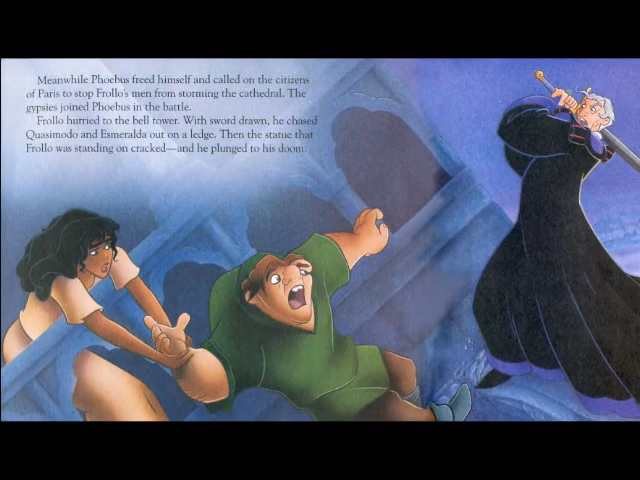 Meanwhile Phoebus freed himself and called on the citizens
of Paris to stop Frollo's men from storming the cathedral. The
gypsies joined Phoebus in the battle.
Frollo hurried to the bell tower. With sword drawn, he chased
Quasimodo and Esmeralda out on a ledge. Then the statue that
Frollo was standing on cracked—and he plunged to his doom.